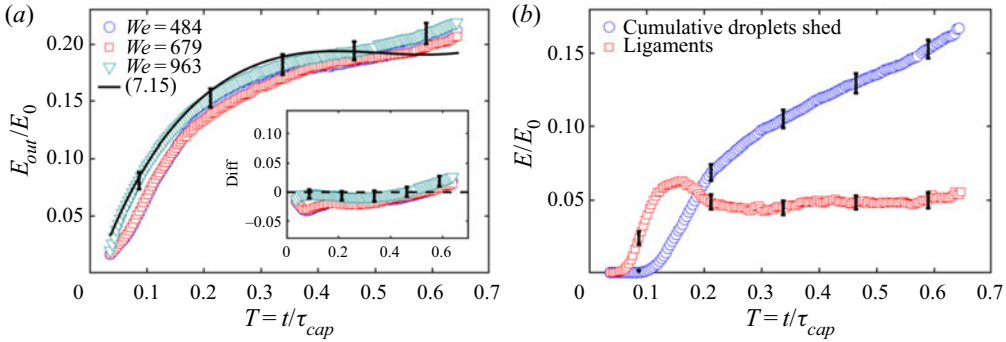 (a)
We = 484
We = 679
We = 963
(7.15)
E_out/E_0
0.20
0.15
0.10
0.05
0
0.1
0.2
0.3
0.4
0.5
0.6
0.7
T = t/τ_cap
Diff
0.10
0.05
0
−0.05
0
0.2
0.4
0.6
(b)
Cumulative droplets shed
Ligaments
E/E_0
0.15
0.10
0.05
0
0.1
0.2
0.3
0.4
0.5
0.6
0.7
T = t/τ_cap